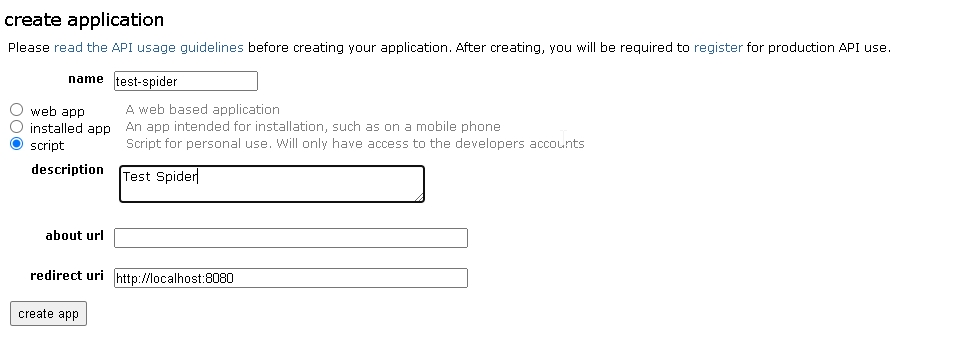 create application
Please read the API usage guidelines before creating your application. After creating, you will be required to register for production API use.
name test-spider
web app A web based application
installed app An app intended for installation, such as on a mobile phone
script Script for personal use. Will only have access to the developers accounts
description Test Spider
about url
redirect uri http://localhost:8080
create app